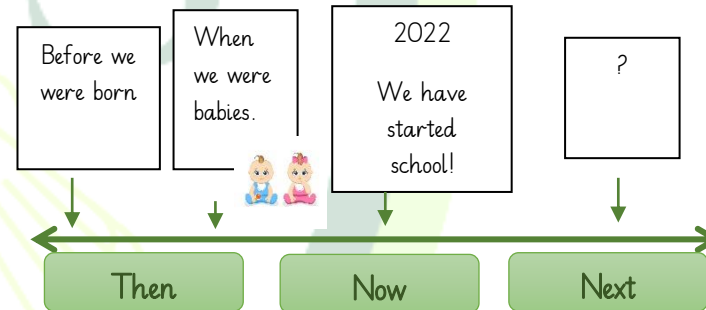 Before we
were born
When
we were
babies.
2022
We have
started
school!
?
Then
Now
Next